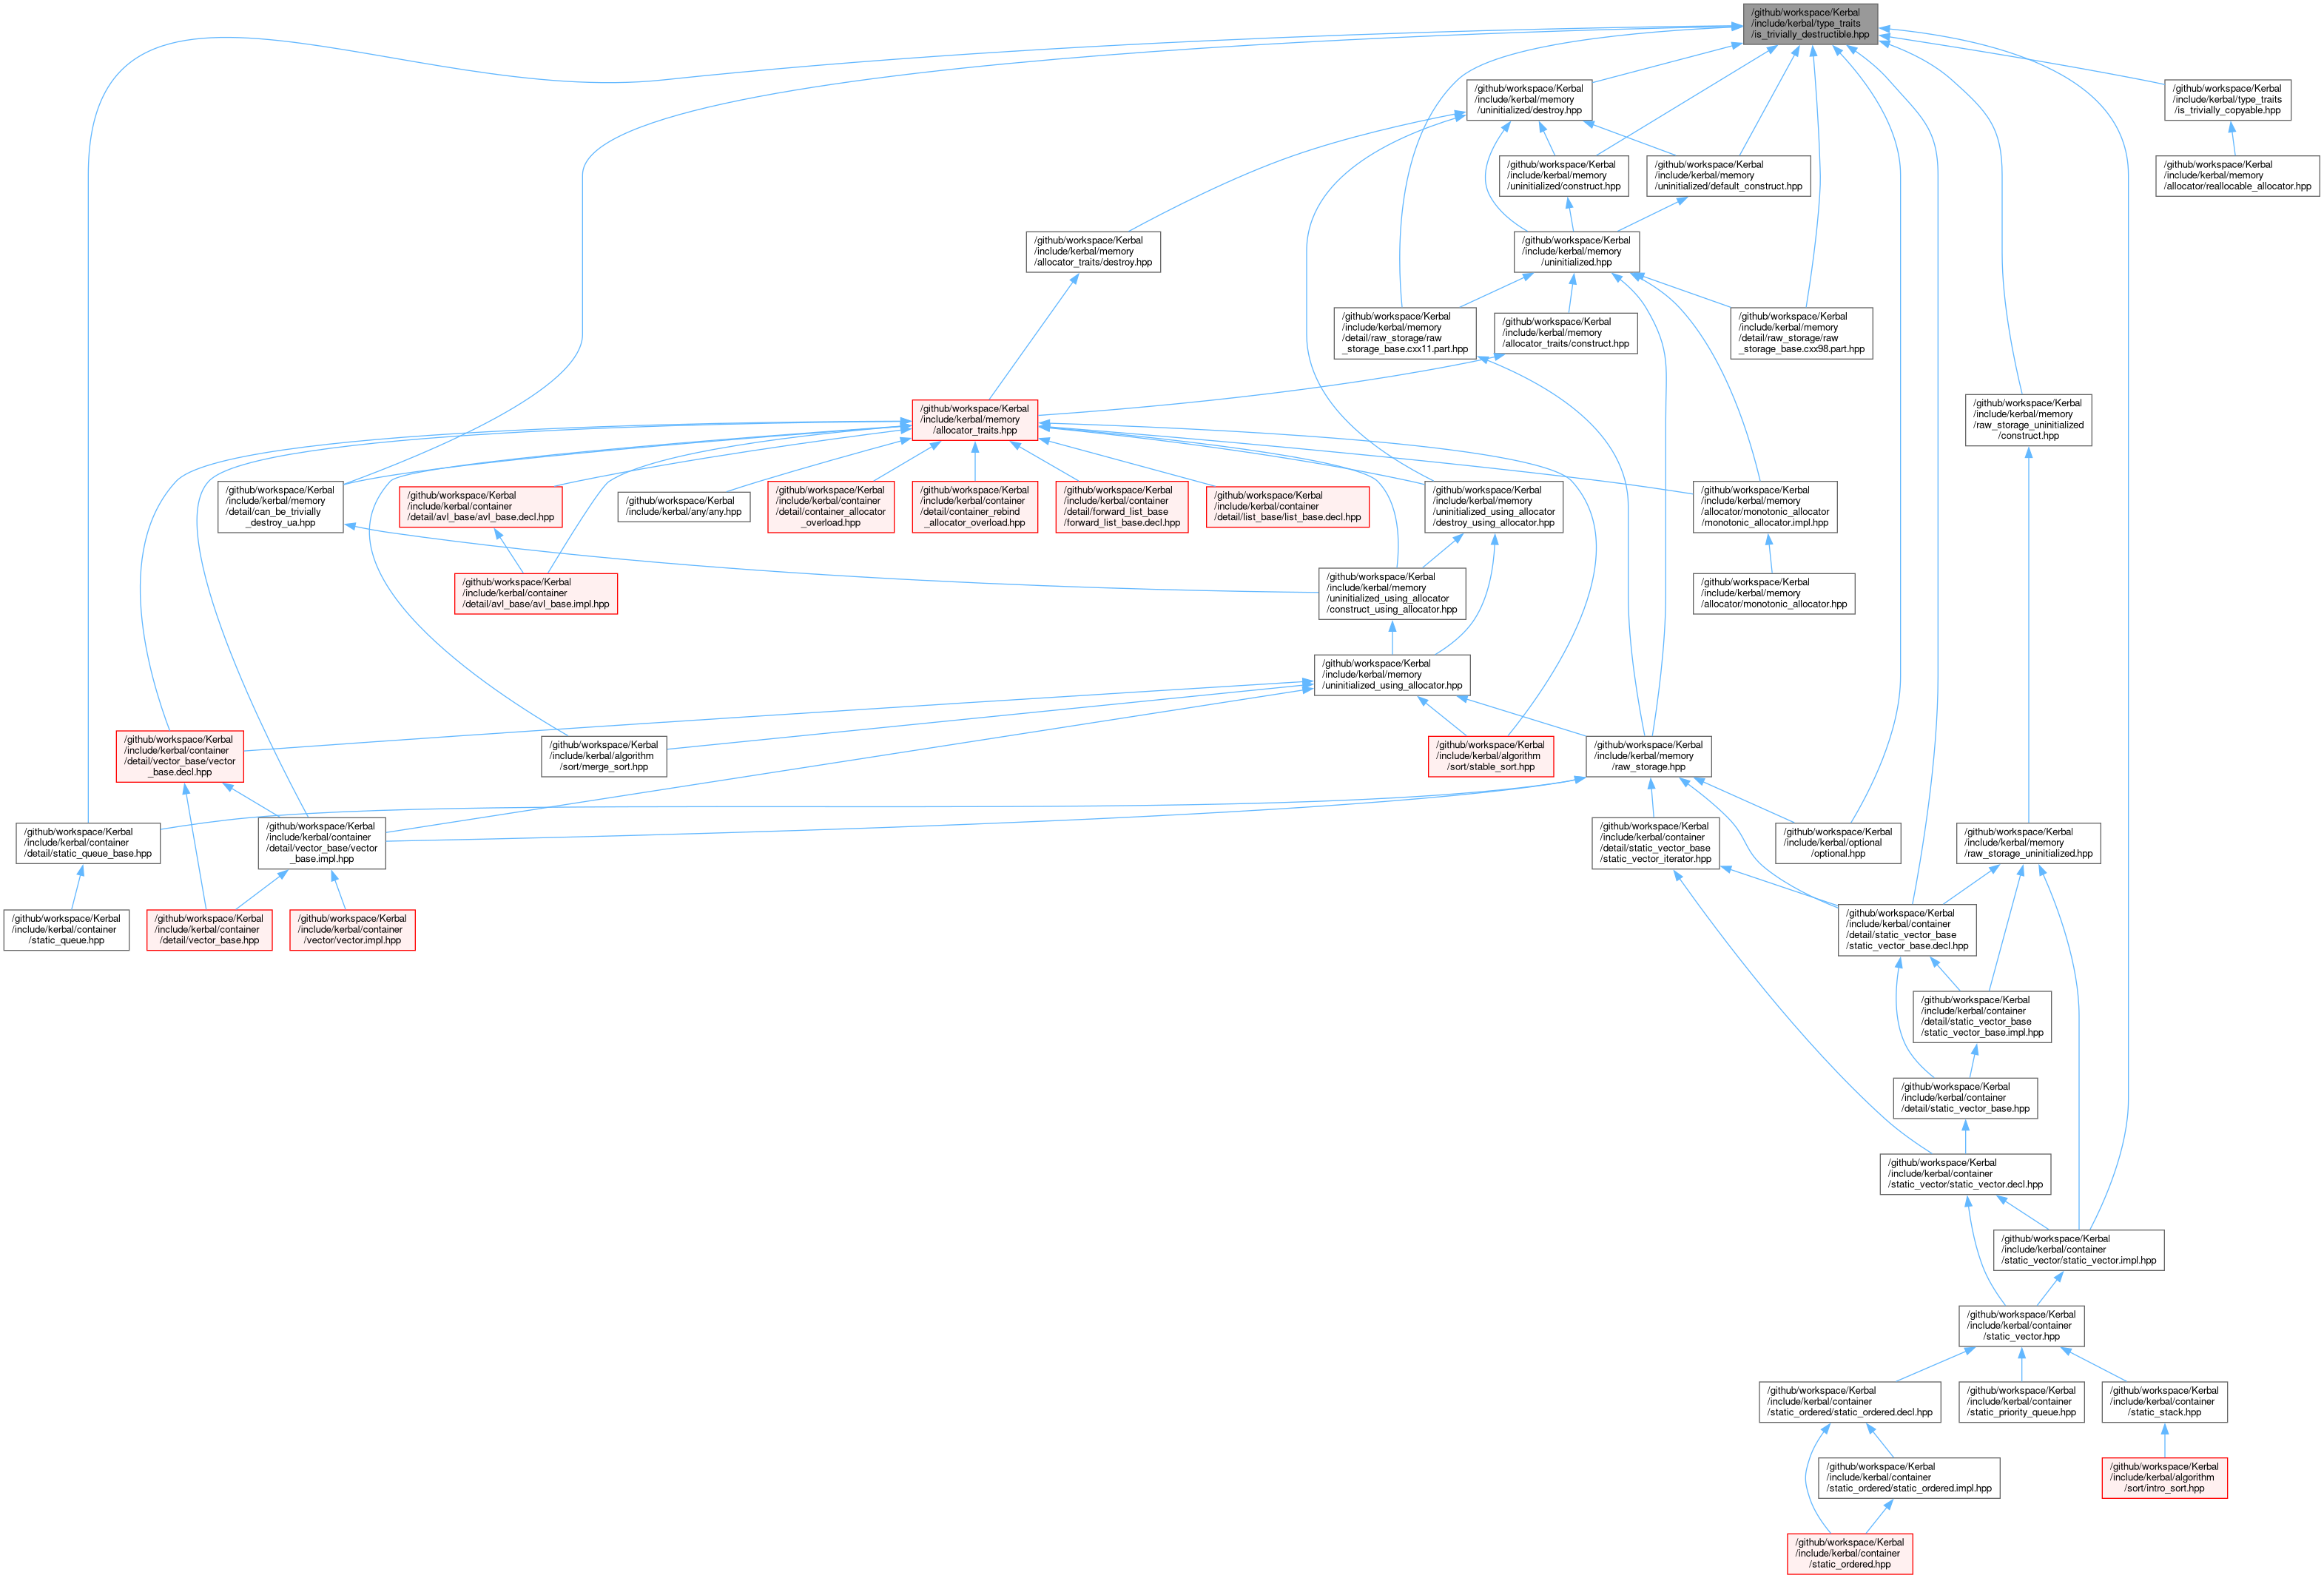 /github/workspace/Kerbal
/include/kerbal/type_traits
/is_trivially_destructible.hpp
/github/workspace/Kerbal
/include/kerbal/memory
/uninitialized/destroy.hpp
/github/workspace/Kerbal
/include/kerbal/type_traits
/is_trivially_copyable.hpp
/github/workspace/Kerbal
/include/kerbal/memory
/uninitialized/construct.hpp
/github/workspace/Kerbal
/include/kerbal/memory
/uninitialized/default_construct.hpp
/github/workspace/Kerbal
/include/kerbal/memory
/allocator/reallocable_allocator.hpp
/github/workspace/Kerbal
/include/kerbal/memory
/allocator_traits/destroy.hpp
/github/workspace/Kerbal
/include/kerbal/memory
/uninitialized.hpp
/github/workspace/Kerbal
/include/kerbal/memory
/detail/raw_storage/raw
_storage_base.cxx11.part.hpp
/github/workspace/Kerbal
/include/kerbal/memory
/allocator_traits/construct.hpp
/github/workspace/Kerbal
/include/kerbal/memory
/detail/raw_storage/raw
_storage_base.cxx98.part.hpp
/github/workspace/Kerbal
/include/kerbal/memory
/allocator_traits.hpp
/github/workspace/Kerbal
/include/kerbal/memory
/raw_storage_uninitialized
/construct.hpp
/github/workspace/Kerbal
/include/kerbal/memory
/detail/can_be_trivially
_destroy_ua.hpp
/github/workspace/Kerbal
/include/kerbal/container
/detail/avl_base/avl_base.decl.hpp
/github/workspace/Kerbal
/include/kerbal/any/any.hpp
/github/workspace/Kerbal
/include/kerbal/container
/detail/container_allocator
_overload.hpp
/github/workspace/Kerbal
/include/kerbal/container
/detail/container_rebind
_allocator_overload.hpp
/github/workspace/Kerbal
/include/kerbal/container
/detail/forward_list_base
/forward_list_base.decl.hpp
/github/workspace/Kerbal
/include/kerbal/container
/detail/list_base/list_base.decl.hpp
/github/workspace/Kerbal
/include/kerbal/memory
/uninitialized_using_allocator
/destroy_using_allocator.hpp
/github/workspace/Kerbal
/include/kerbal/memory
/allocator/monotonic_allocator
/monotonic_allocator.impl.hpp
/github/workspace/Kerbal
/include/kerbal/container
/detail/avl_base/avl_base.impl.hpp
/github/workspace/Kerbal
/include/kerbal/memory
/uninitialized_using_allocator
/construct_using_allocator.hpp
/github/workspace/Kerbal
/include/kerbal/memory
/allocator/monotonic_allocator.hpp
/github/workspace/Kerbal
/include/kerbal/memory
/uninitialized_using_allocator.hpp
/github/workspace/Kerbal
/include/kerbal/container
/detail/vector_base/vector
_base.decl.hpp
/github/workspace/Kerbal
/include/kerbal/algorithm
/sort/merge_sort.hpp
/github/workspace/Kerbal
/include/kerbal/algorithm
/sort/stable_sort.hpp
/github/workspace/Kerbal
/include/kerbal/memory
/raw_storage.hpp
/github/workspace/Kerbal
/include/kerbal/container
/detail/static_queue_base.hpp
/github/workspace/Kerbal
/include/kerbal/container
/detail/vector_base/vector
_base.impl.hpp
/github/workspace/Kerbal
/include/kerbal/container
/detail/static_vector_base
/static_vector_iterator.hpp
/github/workspace/Kerbal
/include/kerbal/optional
/optional.hpp
/github/workspace/Kerbal
/include/kerbal/memory
/raw_storage_uninitialized.hpp
/github/workspace/Kerbal
/include/kerbal/container
/static_queue.hpp
/github/workspace/Kerbal
/include/kerbal/container
/detail/vector_base.hpp
/github/workspace/Kerbal
/include/kerbal/container
/vector/vector.impl.hpp
/github/workspace/Kerbal
/include/kerbal/container
/detail/static_vector_base
/static_vector_base.decl.hpp
/github/workspace/Kerbal
/include/kerbal/container
/detail/static_vector_base
/static_vector_base.impl.hpp
/github/workspace/Kerbal
/include/kerbal/container
/detail/static_vector_base.hpp
/github/workspace/Kerbal
/include/kerbal/container
/static_vector/static_vector.decl.hpp
/github/workspace/Kerbal
/include/kerbal/container
/static_vector/static_vector.impl.hpp
/github/workspace/Kerbal
/include/kerbal/container
/static_vector.hpp
/github/workspace/Kerbal
/include/kerbal/container
/static_ordered/static_ordered.decl.hpp
/github/workspace/Kerbal
/include/kerbal/container
/static_priority_queue.hpp
/github/workspace/Kerbal
/include/kerbal/container
/static_stack.hpp
/github/workspace/Kerbal
/include/kerbal/container
/static_ordered/static_ordered.impl.hpp
/github/workspace/Kerbal
/include/kerbal/algorithm
/sort/intro_sort.hpp
/github/workspace/Kerbal
/include/kerbal/container
/static_ordered.hpp